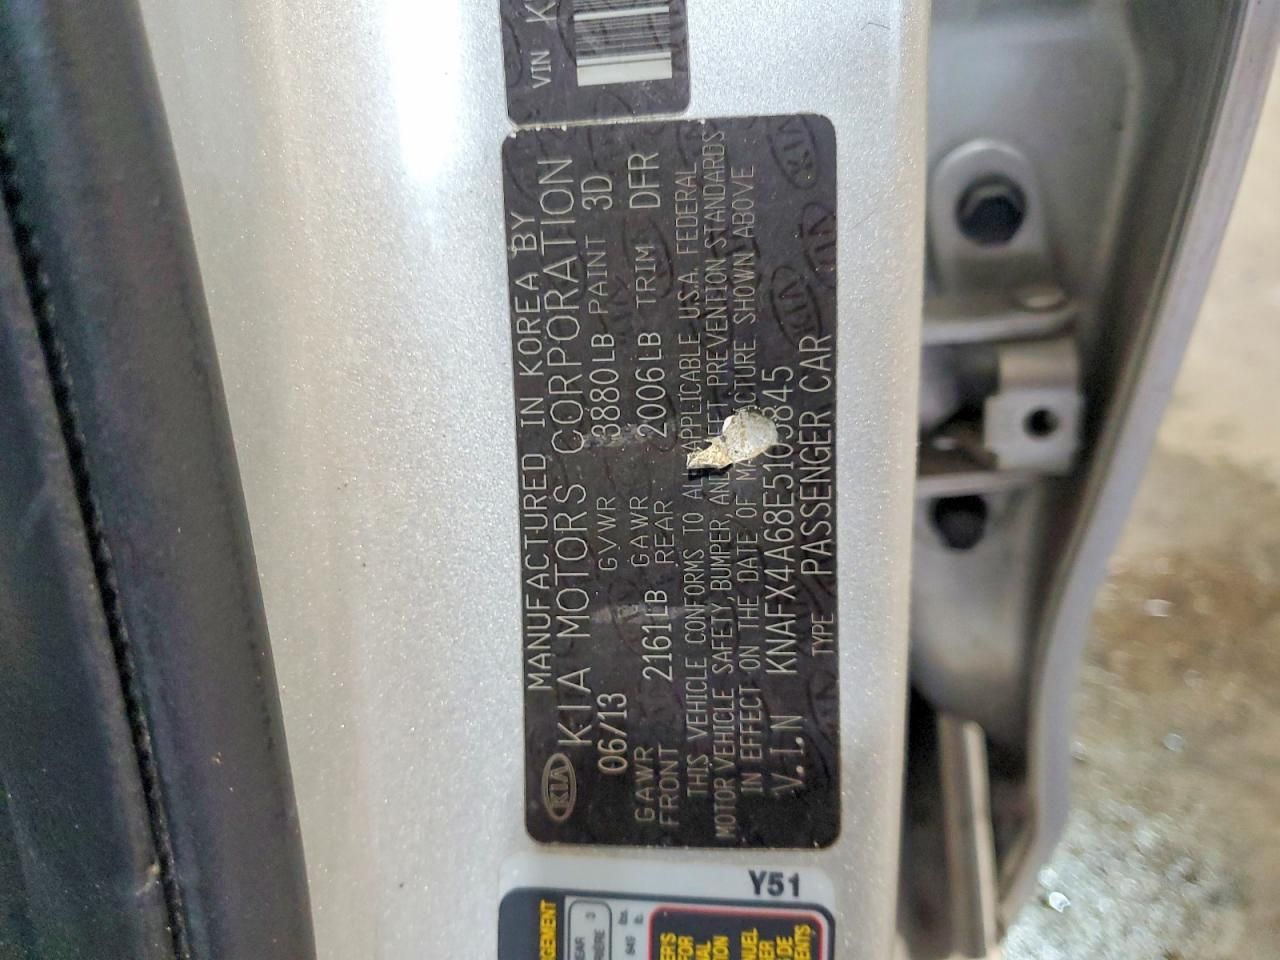 VIN K
MANUFACTURED IN KOREA BY
KIA KIA MOTORS CORPORATION
06/13 GVWR 3880LB PAINT 3D
GAWR FRONT 2161LB GAWR REAR 2006LB TRIM DFR
THIS VEHICLE CONFORMS TO ALL APPLICABLE U.S.A. FEDERAL
MOTOR VEHICLE SAFETY, BUMPER AND THEFT PREVENTION STANDARDS
IN EFFECT ON THE DATE OF MANUFACTURE SHOWN ABOVE
V.I.N KNAFX4A68E5105845
TYPE PASSENGER CAR
Y51